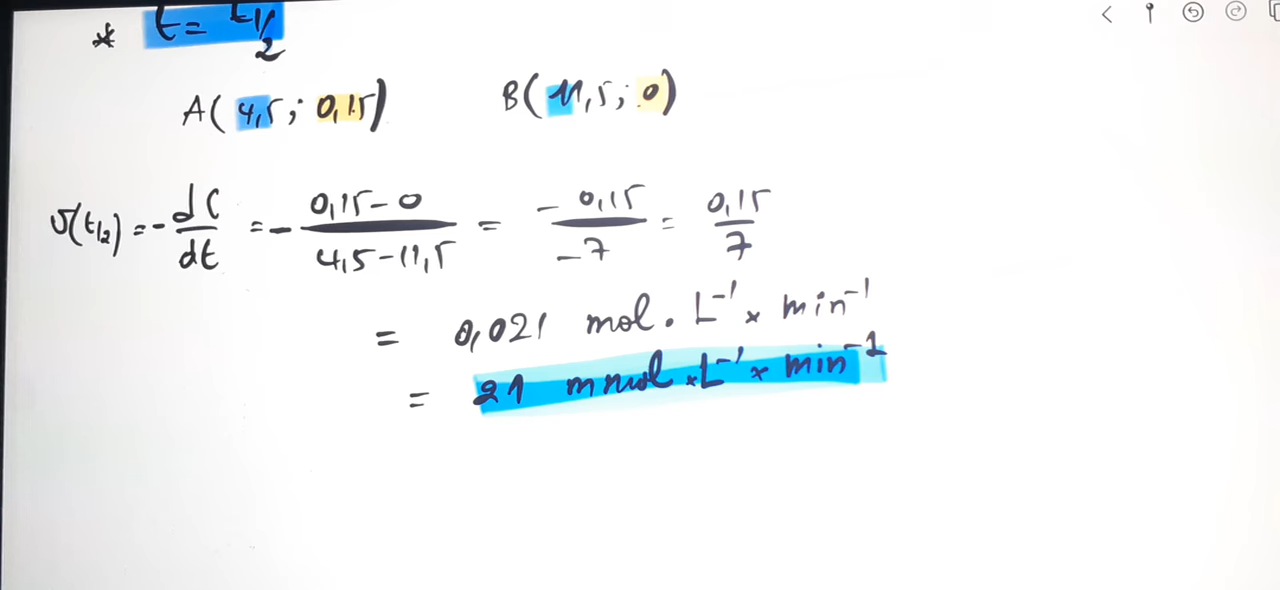 * t = t1/2
A(4,5; 0,15) B(11,5; 0)
v(t1/2) = - dC/dt = - (0,15-0)/(4,5-11,5) = (-0,15)/(-7) = 0,15/7
= 0,021 mol . L⁻¹ × min⁻¹
= 21 mmol × L⁻¹ × min⁻¹